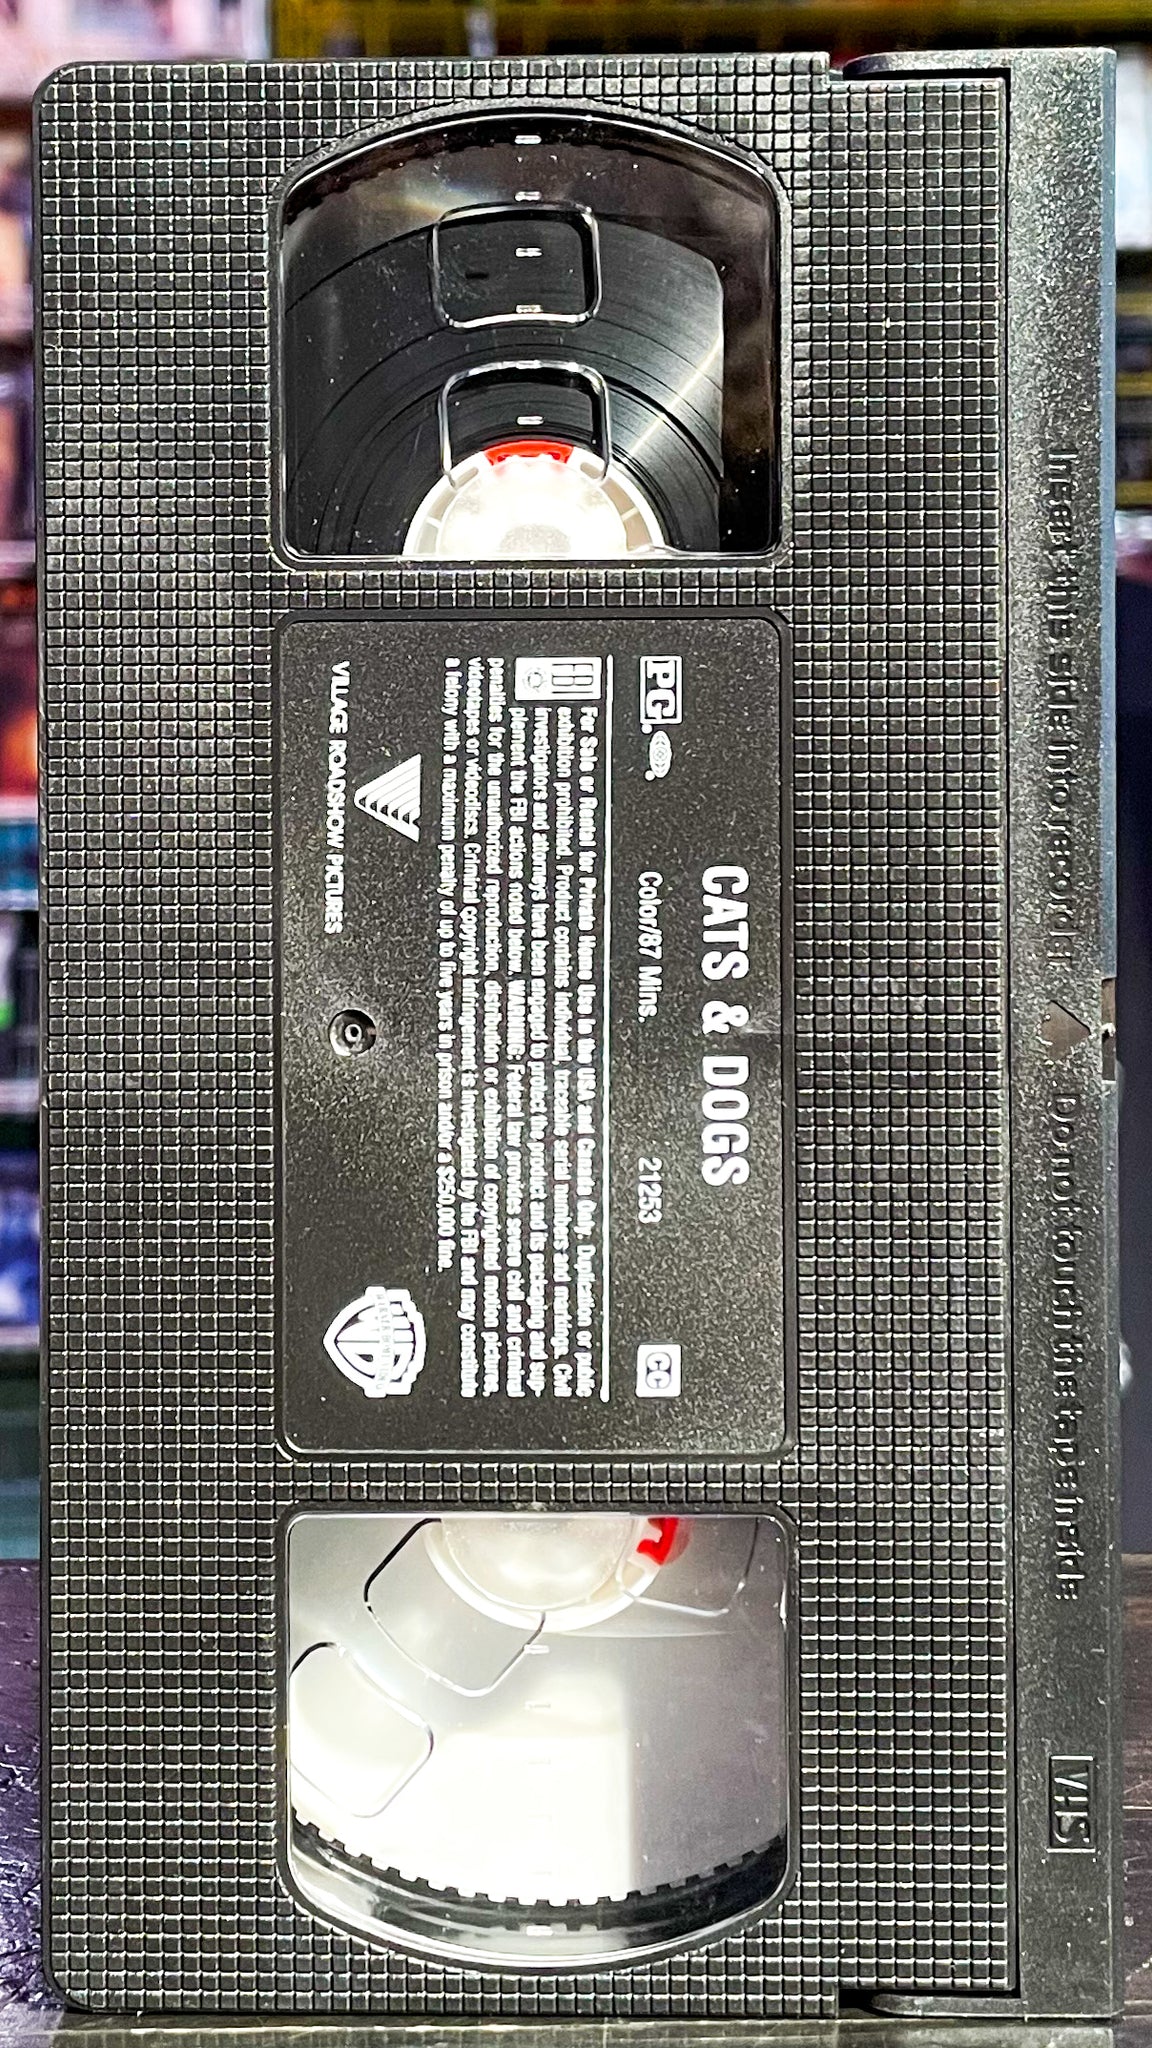 Insert this side into recorder
Do not touch the tape inside
VHS
CATS & DOGS
PG
Color/87 Mins.
21253
CC
FBI
For Sale or Rental for Private Home Use in the USA and Canada Only. Duplication or public
exhibition prohibited. Product contains individual, traceable serial numbers and markings. Civil
investigators and attorneys have been engaged to protect the product and its packaging and sup-
plement the FBI actions noted below. WARNING: Federal law provides severe civil and criminal
penalties for the unauthorized reproduction, distribution or exhibition of copyrighted motion pictures,
videotapes or videodiscs. Criminal copyright infringement is investigated by the FBI and may constitute
a felony with a maximum penalty of up to five years in prison and/or a $250,000 fine.
VILLAGE ROADSHOW PICTURES
WB